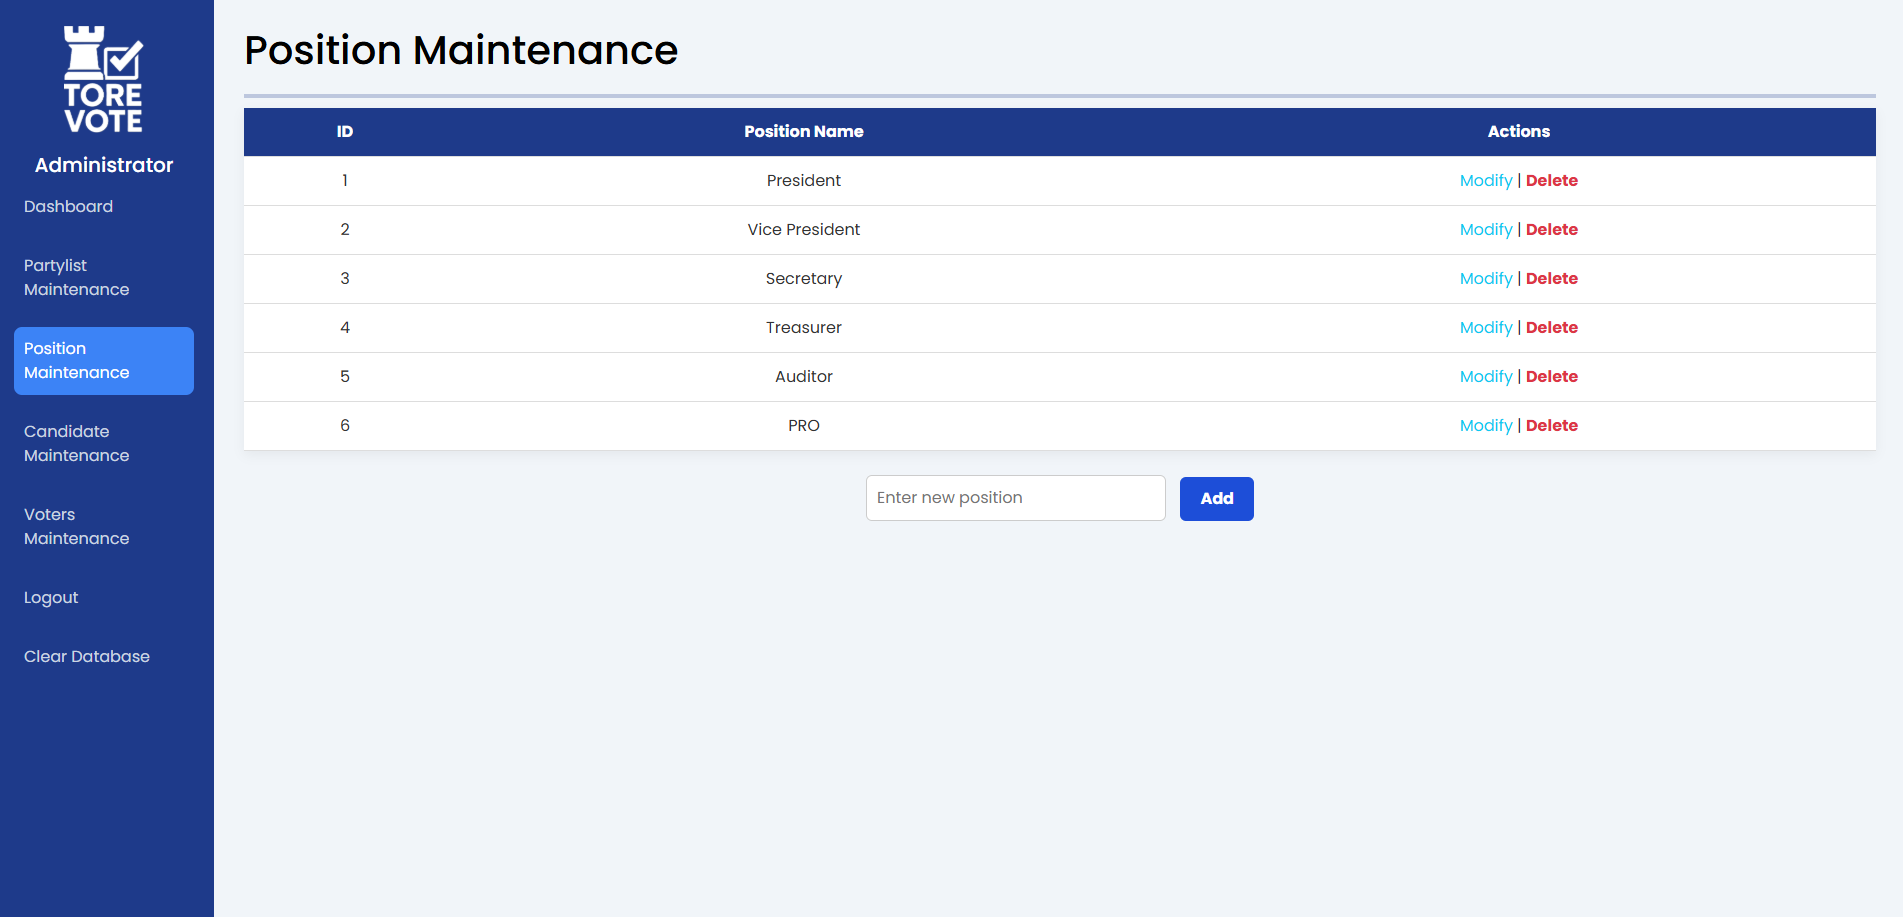 TORE
VOTE
Administrator
Dashboard
Partylist
Maintenance
Position
Maintenance
Candidate
Maintenance
Voters
Maintenance
Logout
Clear Database
Position Maintenance
ID Position Name Actions
1 President Modify | Delete
2 Vice President Modify | Delete
3 Secretary Modify | Delete
4 Treasurer Modify | Delete
5 Auditor Modify | Delete
6 PRO Modify | Delete
Enter new position Add